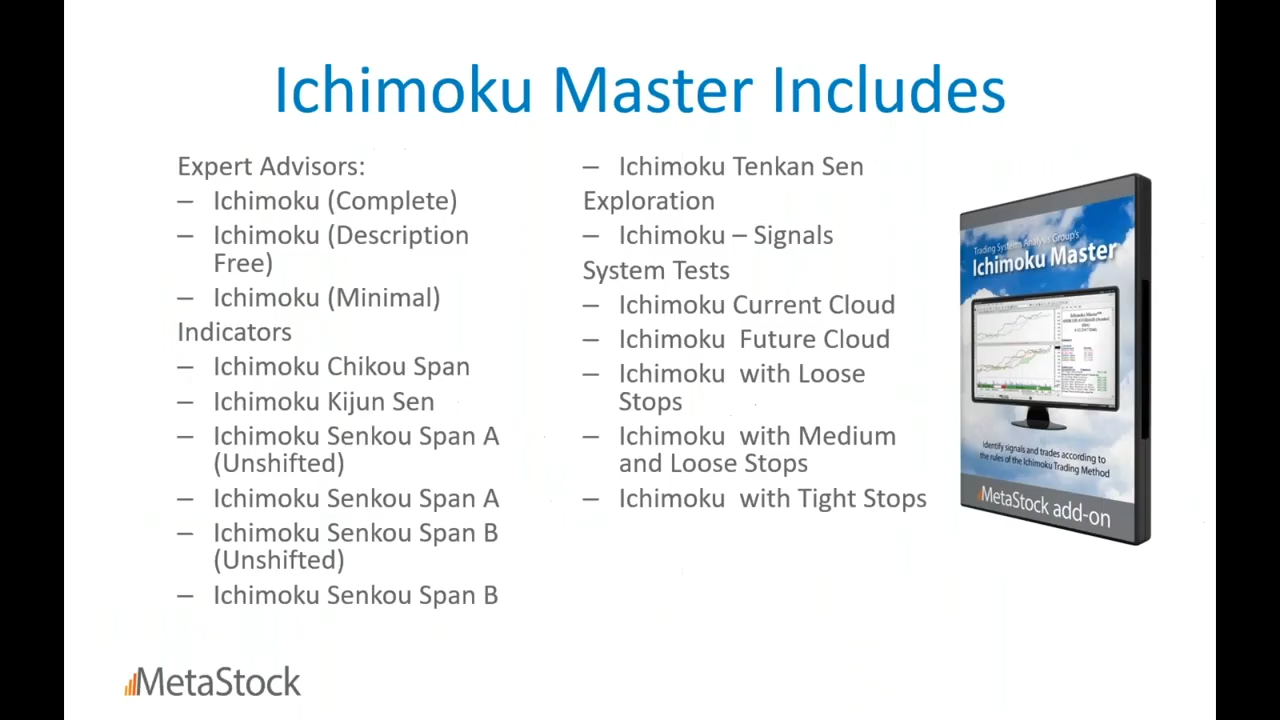 Ichimoku Master Includes
Expert Advisors:
– Ichimoku (Complete)
– Ichimoku (Description
Free)
– Ichimoku (Minimal)
Indicators
– Ichimoku Chikou Span
– Ichimoku Kijun Sen
– Ichimoku Senkou Span A
(Unshifted)
– Ichimoku Senkou Span A
– Ichimoku Senkou Span B
(Unshifted)
– Ichimoku Senkou Span B
– Ichimoku Tenkan Sen
Exploration
– Ichimoku – Signals
System Tests
– Ichimoku Current Cloud
– Ichimoku  Future Cloud
– Ichimoku  with Loose
Stops
– Ichimoku  with Medium
and Loose Stops
– Ichimoku  with Tight Stops
Trading Systems Analysis Group's
Ichimoku Master
Identify signals and trades according to
the rules of the Ichimoku Trading Method
MetaStock add-on
MetaStock